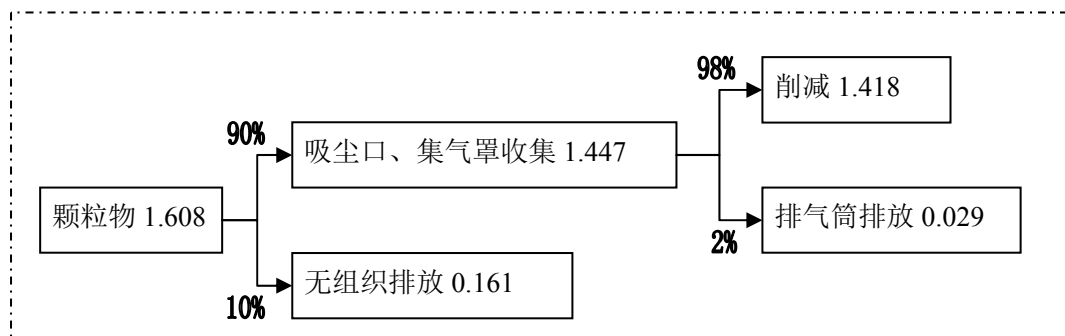 98%
削减 1.418
90%
吸尘口、集气罩收集 1.447
颗粒物 1.608
排气筒排放 0.029
2%
无组织排放 0.161
10%